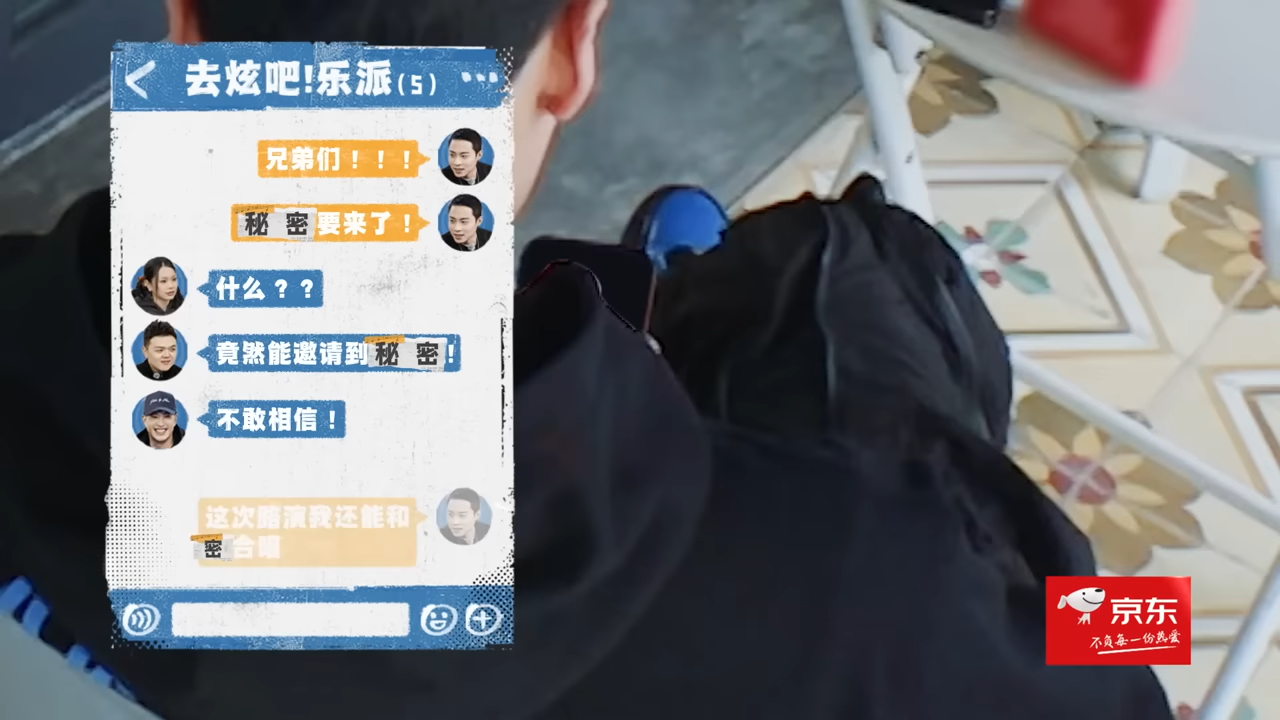 去炫吧!乐派(5)
兄弟们！！！
秘 密要来了！
什么？？
竟然能邀请到秘 密!
不敢相信！
这次路演我还能和
密 合唱
京东
不负每一份热爱